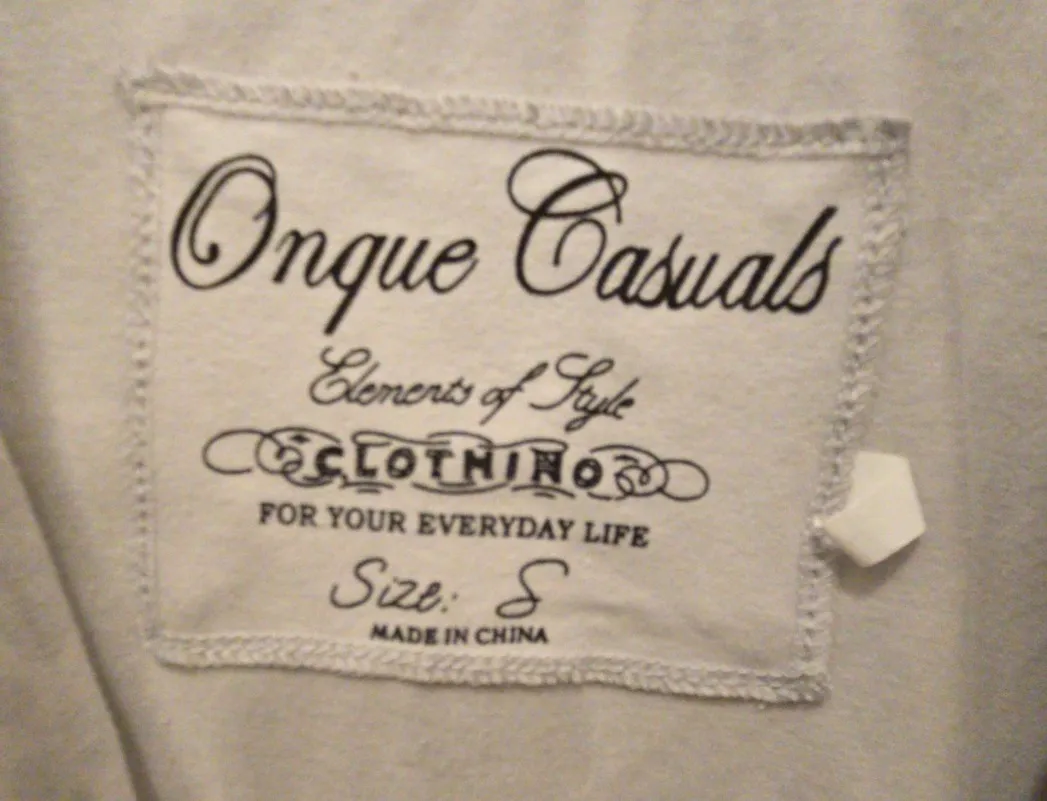 Onque Casuals
Elements of Style
CLOTHING
FOR YOUR EVERYDAY LIFE
Size: S
MADE IN CHINA